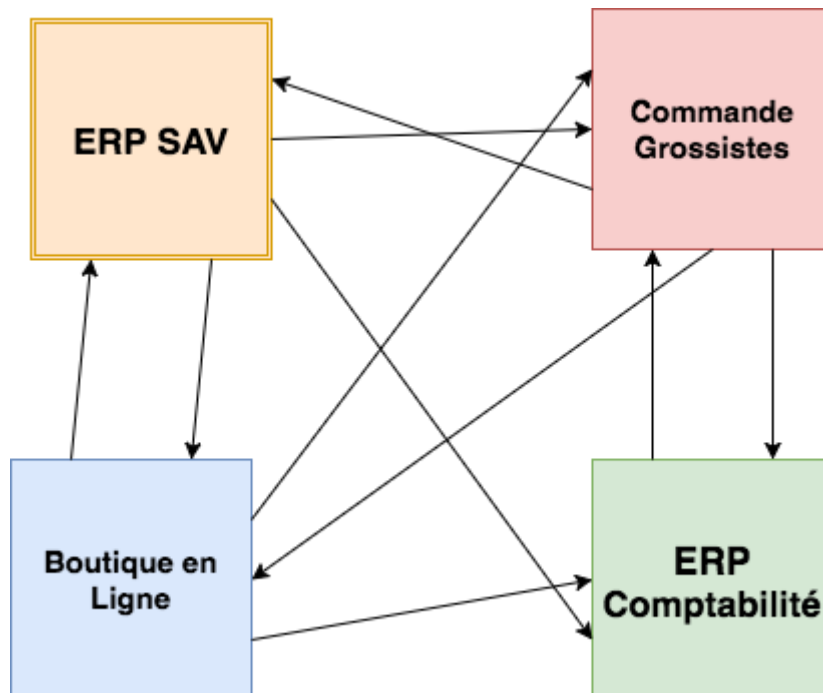 ERP SAV
Commande
Grossistes
Boutique en
Ligne
ERP
Comptabilité